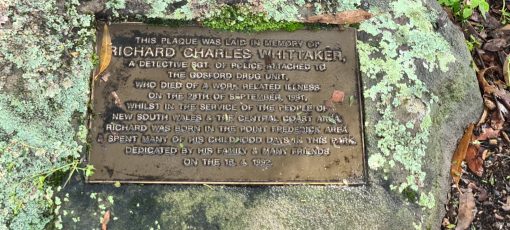 THIS PLAQUE WAS LAID IN MEMORY OF
RICHARD CHARLES WHITTAKER,
A DETECTIVE SGT. OF POLICE ATTACHED TO
THE GOSFORD DRUG UNIT,
WHO DIED OF A WORK RELATED ILLNESS
ON THE 28TH OF SEPTEMBER, 1991,
WHILST IN THE SERVICE OF THE PEOPLE OF
NEW SOUTH WALES & THE CENTRAL COAST AREA.
RICHARD WAS BORN IN THE POINT FREDERICK AREA
& SPENT MANY OF HIS CHILDHOOD DAYS IN THIS PARK.
DEDICATED BY HIS FAMILY & MANY FRIENDS
ON THE 1992.